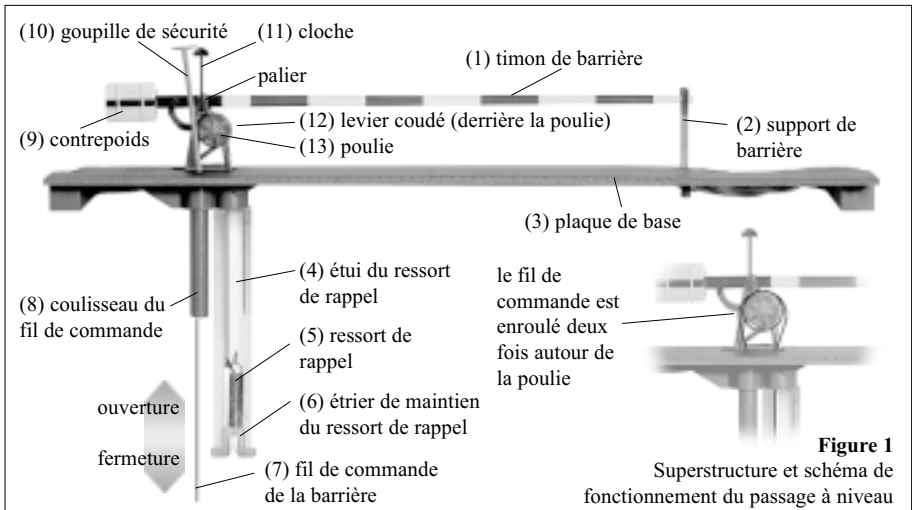 (10) goupille de sécurité
(11) cloche
(1) timon de barrière
palier
(9) contrepoids
(12) levier coudé (derrière la poulie)
(13) poulie
(2) support de
barrière
(3) plaque de base
(4) étui du ressort
de rappel
(8) coulisseau du
fil de commande
(5) ressort de
rappel
le fil de
commande est
enroulé deux
fois autour de
la poulie
ouverture
fermeture
(6) étrier de maintien
du ressort de rappel
(7) fil de commande
de la barrière
Figure 1
Superstructure et schéma de
fonctionnement du passage à niveau